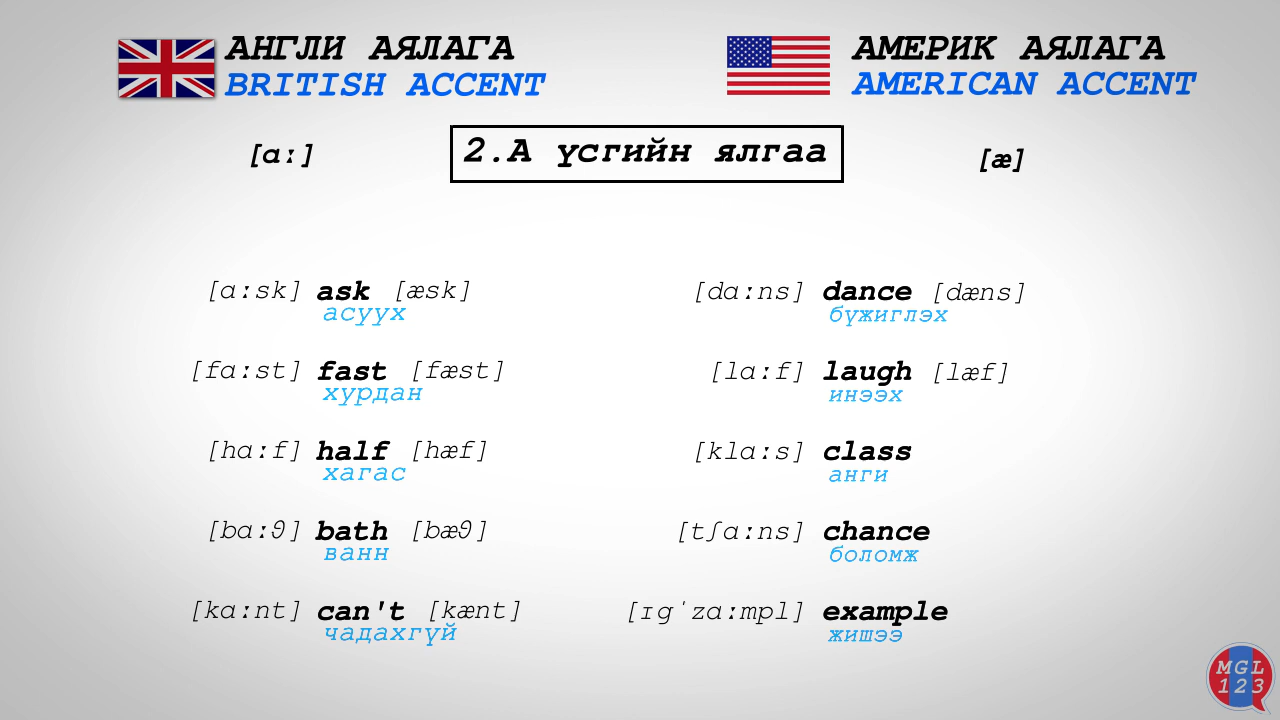 АНГЛИ АЯЛАГА
BRITISH ACCENT
АМЕРИК АЯЛАГА
AMERICAN ACCENT
[ɑː]
2.А үсгийн ялгаа
[æ]
[ɑːsk] ask [æsk]
асуух
[fɑːst] fast [fæst]
хурдан
[hɑːf] half [hæf]
хагас
[bɑːϑ] bath [bæϑ]
ванн
[kɑːnt] can't [kænt]
чадахгүй
[dɑːns] dance [dæns]
бүжиглэх
[lɑːf] laugh [læf]
инээх
[klɑːs] class
анги
[tʃɑːns] chance
боломж
[ɪgˈzɑːmpl] example
жишээ
MGL
123